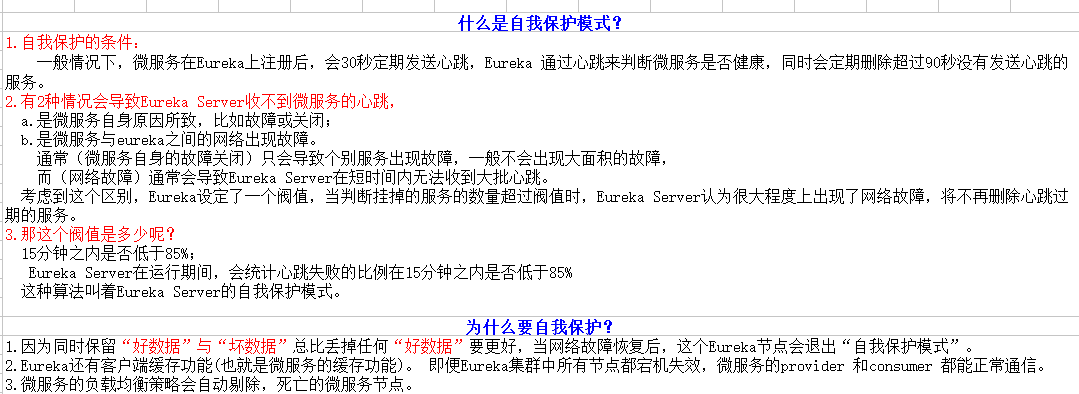 什么是自我保护模式？
1.自我保护的条件：
一般情况下，微服务在Eureka上注册后，会30秒定期发送心跳，Eureka 通过心跳来判断微服务是否健康，同时会定期删除超过90秒没有发送心跳的
服务。
2.有2种情况会导致Eureka Server收不到微服务的心跳，
a.是微服务自身原因所致，比如故障或关闭；
b.是微服务与eureka之间的网络出现故障。
通常（微服务自身的故障关闭）只会导致个别服务出现故障，一般不会出现大面积的故障，
而（网络故障）通常会导致Eureka Server在短时间内无法收到大批心跳。
考虑到这个区别，Eureka设定了一个阀值，当判断挂掉的服务的数量超过阀值时，Eureka Server认为很大程度上出现了网络故障，将不再删除心跳过
期的服务。
3.那这个阀值是多少呢？
15分钟之内是否低于85%；
Eureka Server在运行期间，会统计心跳失败的比例在15分钟之内是否低于85%
这种算法叫着Eureka Server的自我保护模式。
为什么要自我保护？
1.因为同时保留“好数据”与“坏数据”总比丢掉任何“好数据”要更好，当网络故障恢复后，这个Eureka节点会退出“自我保护模式”。
2.Eureka还有客户端缓存功能(也就是微服务的缓存功能)。 即便Eureka集群中所有节点都宕机失效，微服务的provider 和consumer 都能正常通信。
3.微服务的负载均衡策略会自动剔除，死亡的微服务节点。